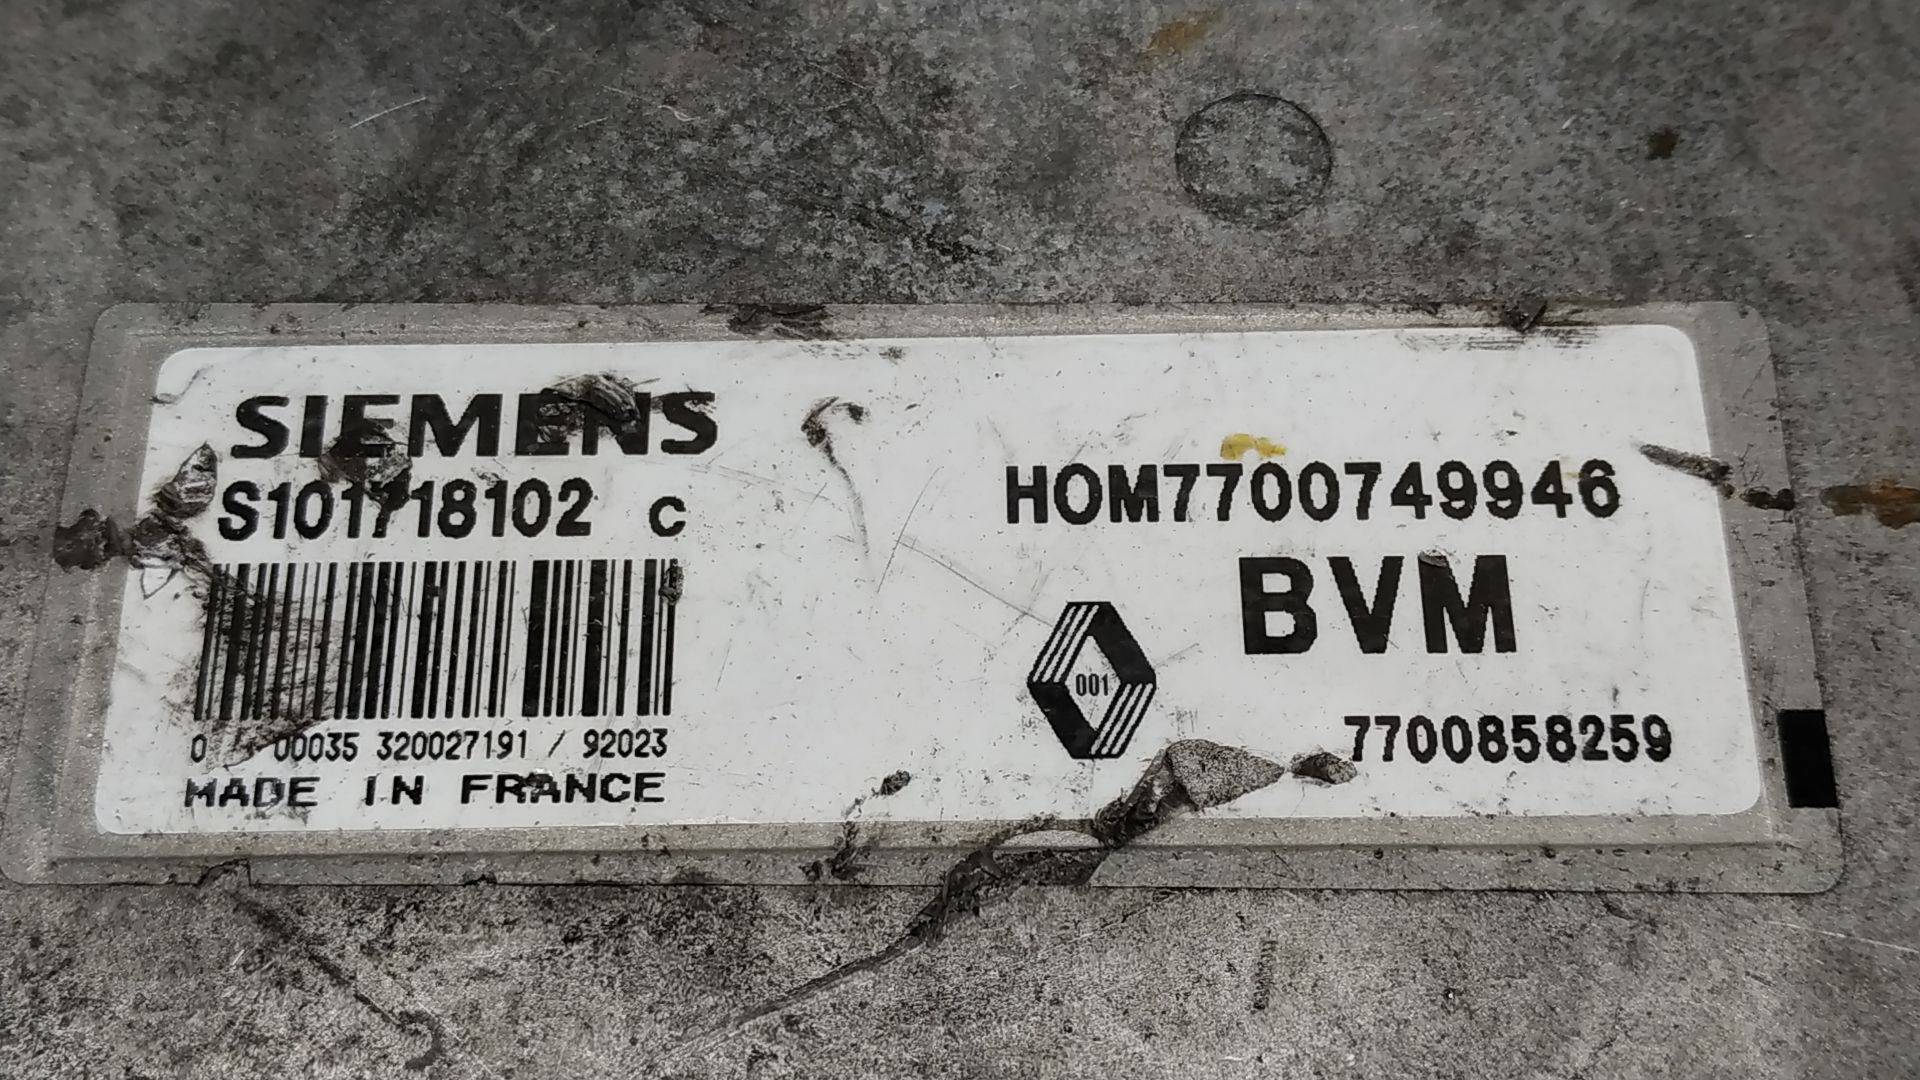 SIEMENS
S101718102 C
00035 320027191 / 92023
MADE IN FRANCE
HOM7700749946
BVM
001
7700858259